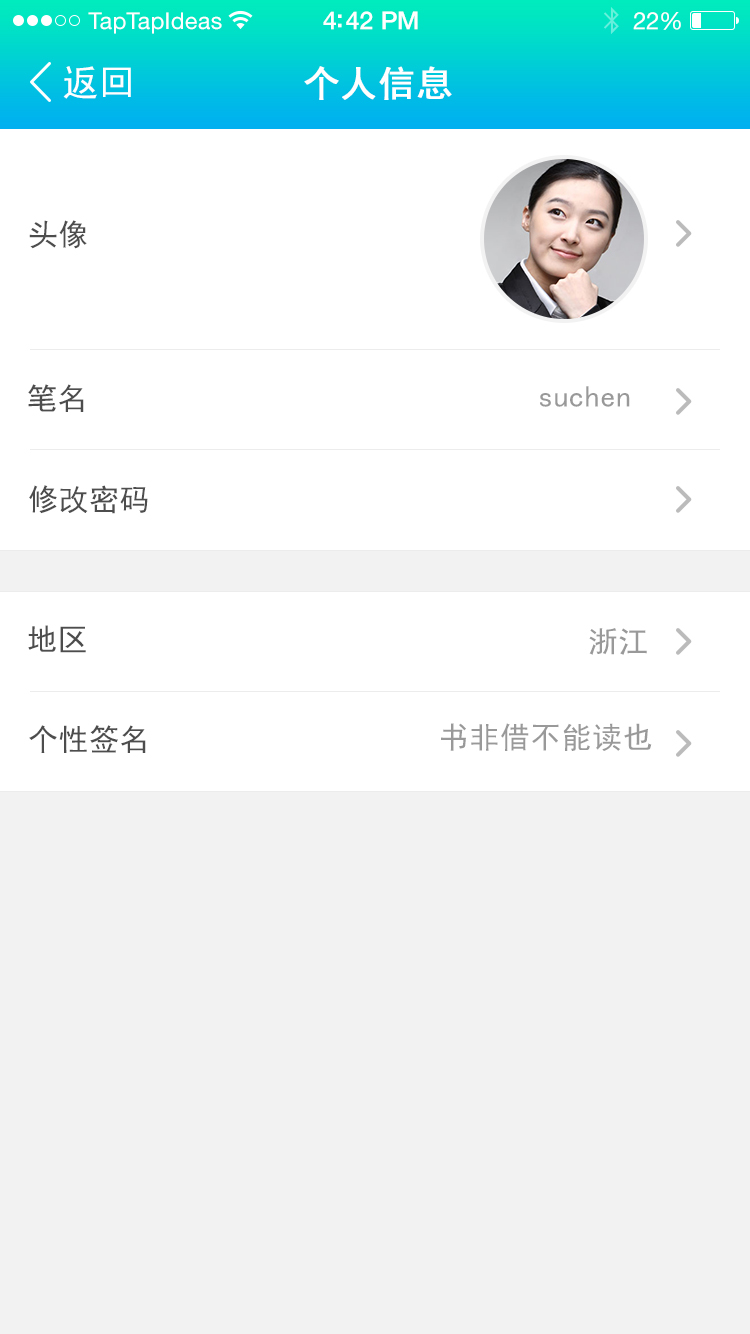 TapTapIdeas 4:42 PM 22%
返回 个人信息
头像
笔名 suchen
修改密码
地区 浙江
个性签名 书非借不能读也